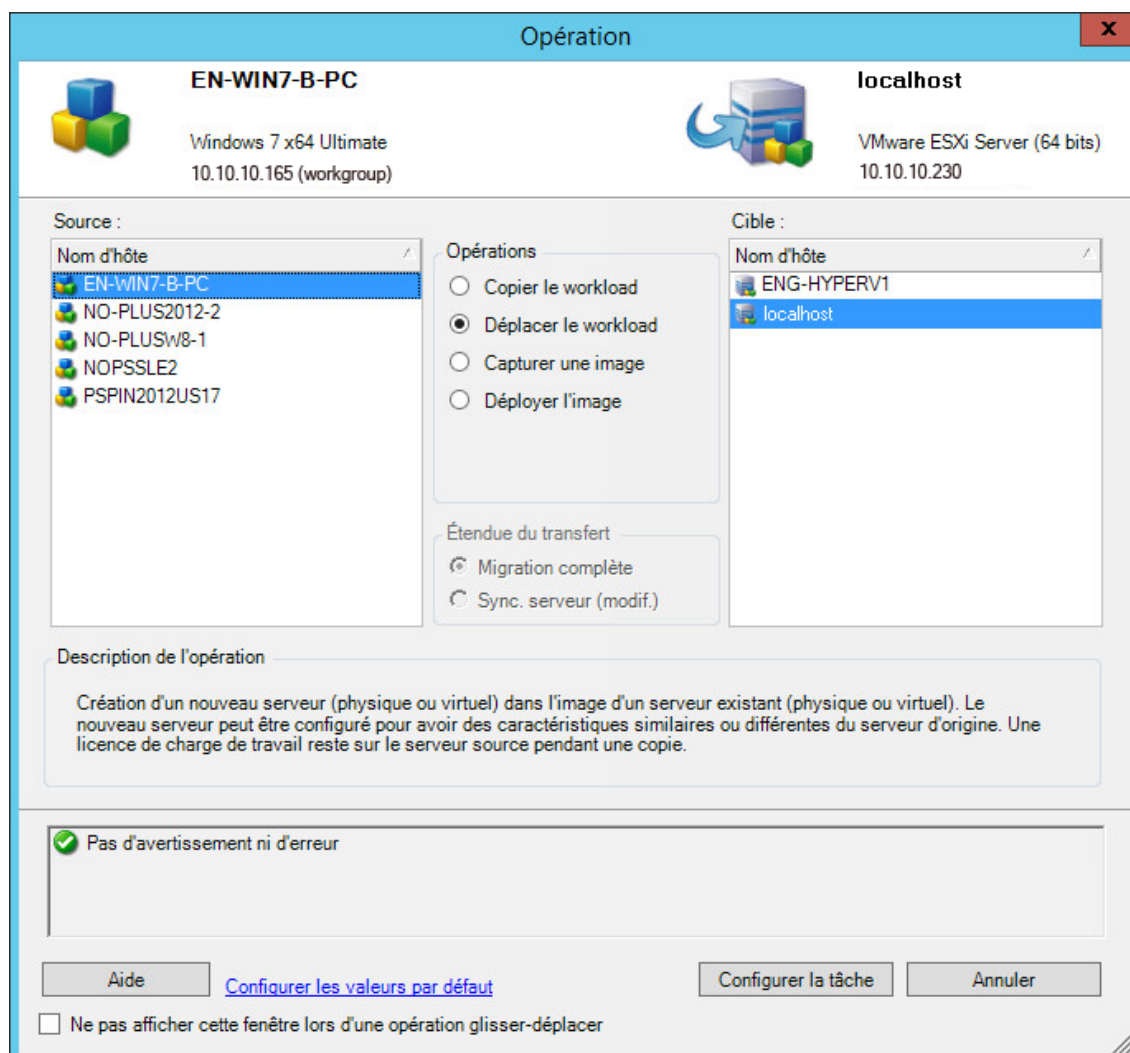 Opération
x
EN-WIN7-B-PC
Windows 7 x64 Ultimate
10.10.10.165 (workgroup)
localhost
VMware ESXi Server (64 bits)
10.10.10.230
Source :
Nom d'hôte
EN-WIN7-B-PC
NO-PLUS2012-2
NO-PLUSW8-1
NOPSSLE2
PSPIN2012US17
Opérations
Copier le workload
Déplacer le workload
Capturer une image
Déployer l'image
Étendue du transfert
Migration complète
Sync. serveur (modif.)
Cible :
Nom d'hôte
ENG-HYPERV1
localhost
Description de l'opération
Création d'un nouveau serveur (physique ou virtuel) dans l'image d'un serveur existant (physique ou virtuel). Le
nouveau serveur peut être configuré pour avoir des caractéristiques similaires ou différentes du serveur d'origine. Une
licence de charge de travail reste sur le serveur source pendant une copie.
Pas d'avertissement ni d'erreur
Aide
Configurer les valeurs par défaut
Configurer la tâche
Annuler
Ne pas afficher cette fenêtre lors d'une opération glisser-déplacer